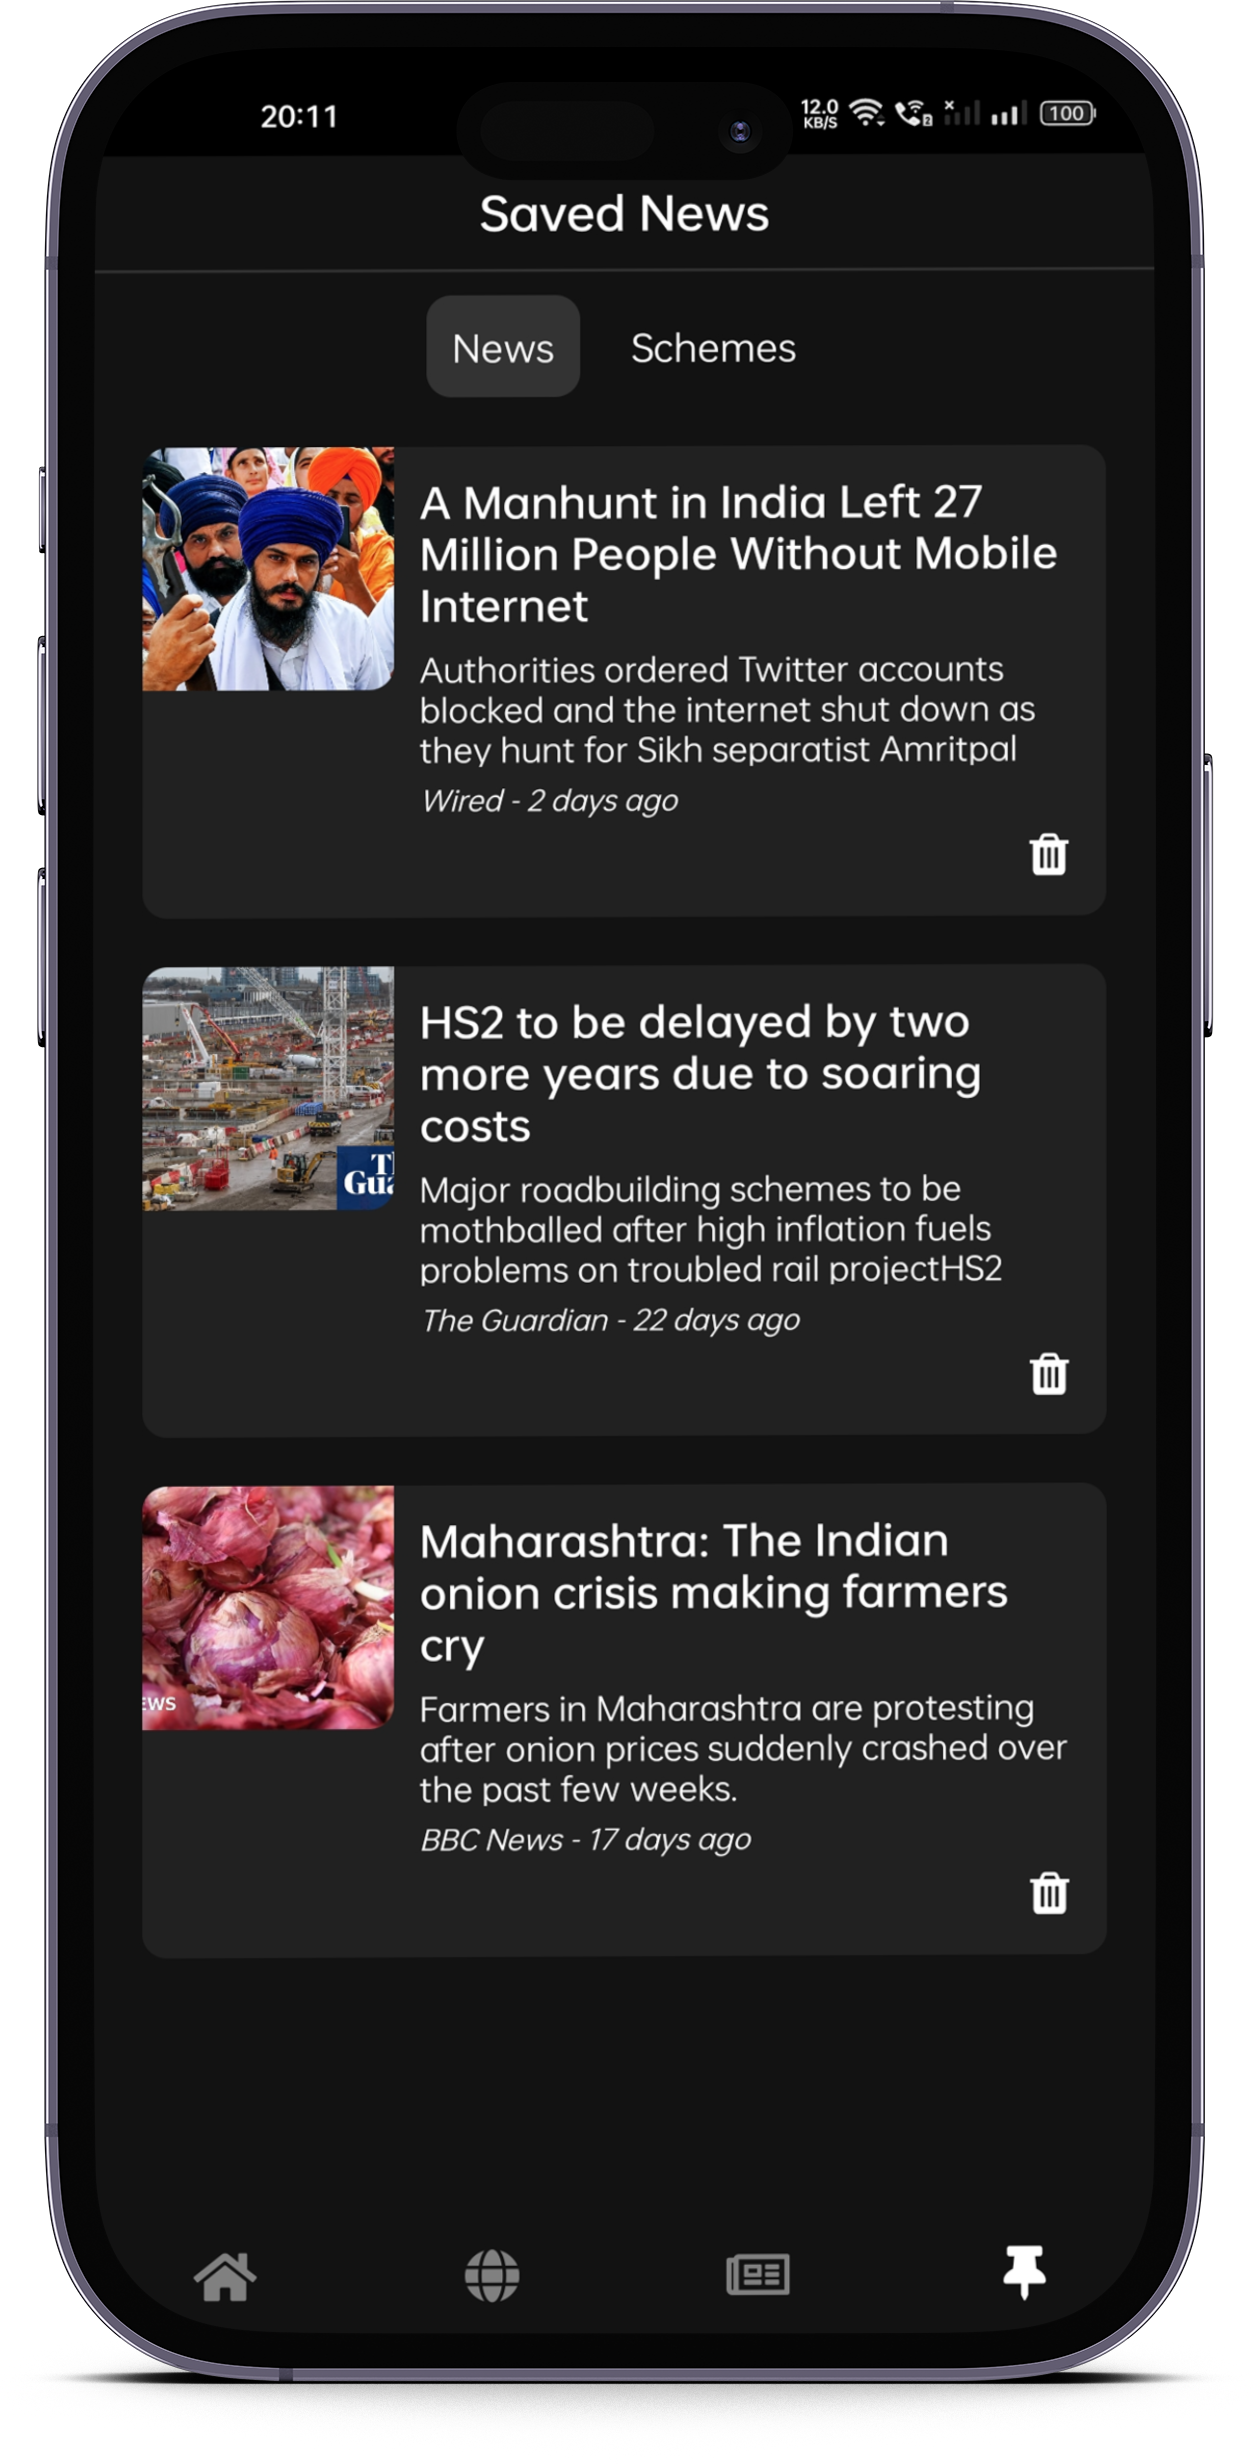 20:11
12.0
KB/S
2
100
Saved News
News
Schemes
A Manhunt in India Left 27
Million People Without Mobile
Internet
Authorities ordered Twitter accounts
blocked and the internet shut down as
they hunt for Sikh separatist Amritpal
Wired - 2 days ago
HS2 to be delayed by two
more years due to soaring
costs
Major roadbuilding schemes to be
mothballed after high inflation fuels
problems on troubled rail projectHS2
The Guardian - 22 days ago
Maharashtra: The Indian
onion crisis making farmers
cry
EWS
Farmers in Maharashtra are protesting
after onion prices suddenly crashed over
the past few weeks.
BBC News - 17 days ago